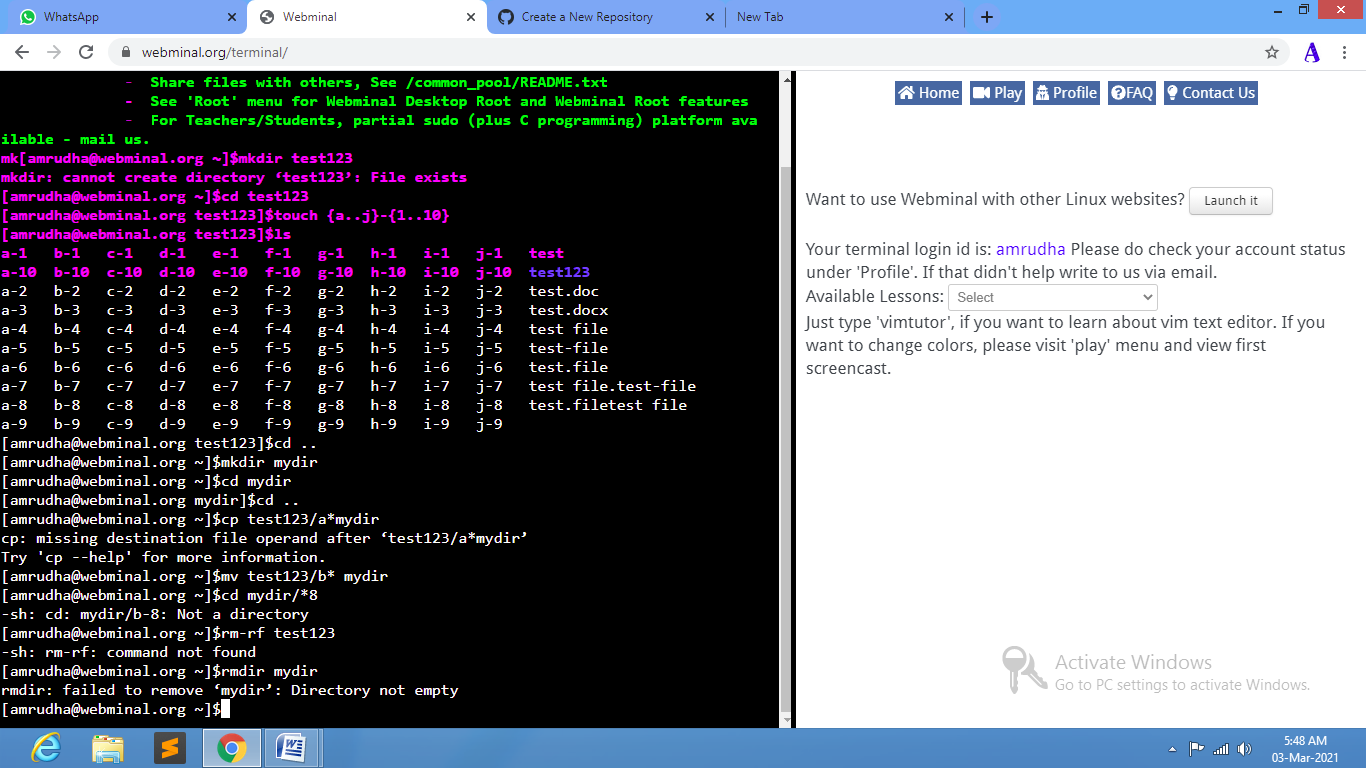 WhatsApp
Webminal
Create a New Repository
New Tab
webminal.org/terminal/
- Share files with others, See /common_pool/README.txt
- See 'Root' menu for Webminal Desktop Root and Webminal Root features
- For Teachers/Students, partial sudo (plus C programming) platform ava
ilable - mail us.
mk[amrudha@webminal.org ~]$mkdir test123
mkdir: cannot create directory ‘test123’: File exists
[amrudha@webminal.org ~]$cd test123
[amrudha@webminal.org test123]$touch {a..j}-{1..10}
[amrudha@webminal.org test123]$ls
a-1 b-1 c-1 d-1 e-1 f-1 g-1 h-1 i-1 j-1 test
a-10 b-10 c-10 d-10 e-10 f-10 g-10 h-10 i-10 j-10 test123
a-2 b-2 c-2 d-2 e-2 f-2 g-2 h-2 i-2 j-2 test.doc
a-3 b-3 c-3 d-3 e-3 f-3 g-3 h-3 i-3 j-3 test.docx
a-4 b-4 c-4 d-4 e-4 f-4 g-4 h-4 i-4 j-4 test file
a-5 b-5 c-5 d-5 e-5 f-5 g-5 h-5 i-5 j-5 test-file
a-6 b-6 c-6 d-6 e-6 f-6 g-6 h-6 i-6 j-6 test.file
a-7 b-7 c-7 d-7 e-7 f-7 g-7 h-7 i-7 j-7 test file.test-file
a-8 b-8 c-8 d-8 e-8 f-8 g-8 h-8 i-8 j-8 test.filetest file
a-9 b-9 c-9 d-9 e-9 f-9 g-9 h-9 i-9 j-9
[amrudha@webminal.org test123]$cd ..
[amrudha@webminal.org ~]$mkdir mydir
[amrudha@webminal.org ~]$cd mydir
[amrudha@webminal.org mydir]$cd ..
[amrudha@webminal.org ~]$cp test123/a*mydir
cp: missing destination file operand after ‘test123/a*mydir’
Try 'cp --help' for more information.
[amrudha@webminal.org ~]$mv test123/b* mydir
[amrudha@webminal.org ~]$cd mydir/*8
-sh: cd: mydir/b-8: Not a directory
[amrudha@webminal.org ~]$rm-rf test123
-sh: rm-rf: command not found
[amrudha@webminal.org ~]$rmdir mydir
rmdir: failed to remove ‘mydir’: Directory not empty
[amrudha@webminal.org ~]$
Home Play Profile FAQ Contact Us
Want to use Webminal with other Linux websites? Launch it
Your terminal login id is: amrudha Please do check your account status
under 'Profile'. If that didn't help write to us via email.
Available Lessons: Select
Just type 'vimtutor', if you want to learn about vim text editor. If you
want to change colors, please visit 'play' menu and view first
screencast.
Activate Windows
Go to PC settings to activate Windows.
5:48 AM
03-Mar-2021